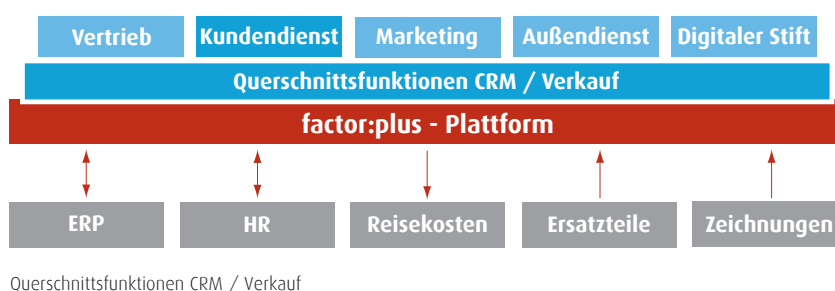 Vertrieb Kundendienst Marketing Außendienst Digitaler Stift
Querschnittsfunktionen CRM / Verkauf
factor:plus - Plattform
ERP HR Reisekosten Ersatzteile Zeichnungen
Querschnittsfunktionen CRM / Verkauf